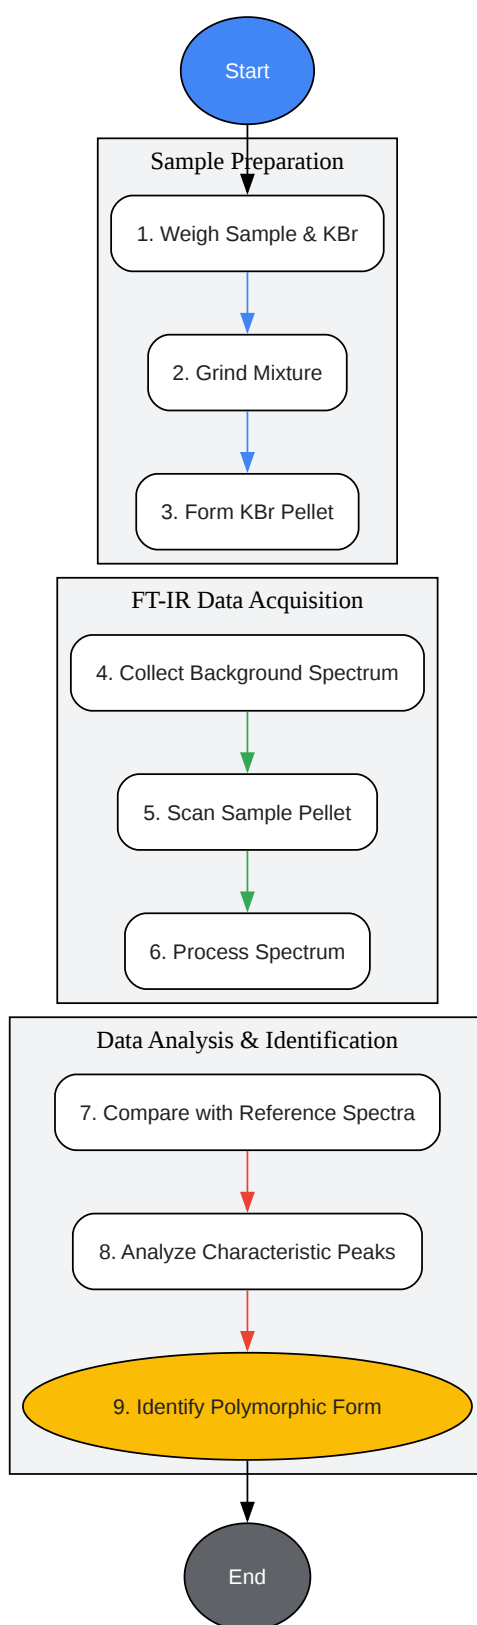 Start
Sample Preparation
1. Weigh Sample & KBr
2. Grind Mixture
3. Form KBr Pellet
FT-IR Data Acquisition
4. Collect Background Spectrum
5. Scan Sample Pellet
6. Process Spectrum
Data Analysis & Identification
7. Compare with Reference Spectra
8. Analyze Characteristic Peaks
9. Identify Polymorphic Form
End